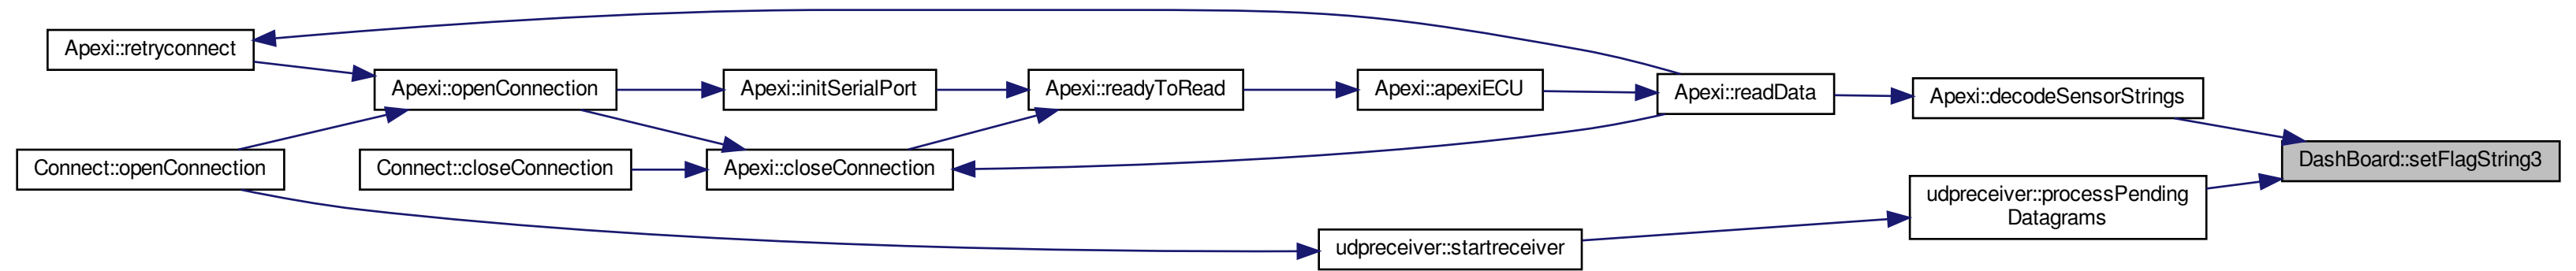 Apexi::retryconnect
Apexi::openConnection
Apexi::initSerialPort
Apexi::readyToRead
Apexi::apexiECU
Apexi::readData
Apexi::decodeSensorStrings
Connect::openConnection
Connect::closeConnection
Apexi::closeConnection
DashBoard::setFlagString3
udpreceiver::processPending
Datagrams
udpreceiver::startreceiver